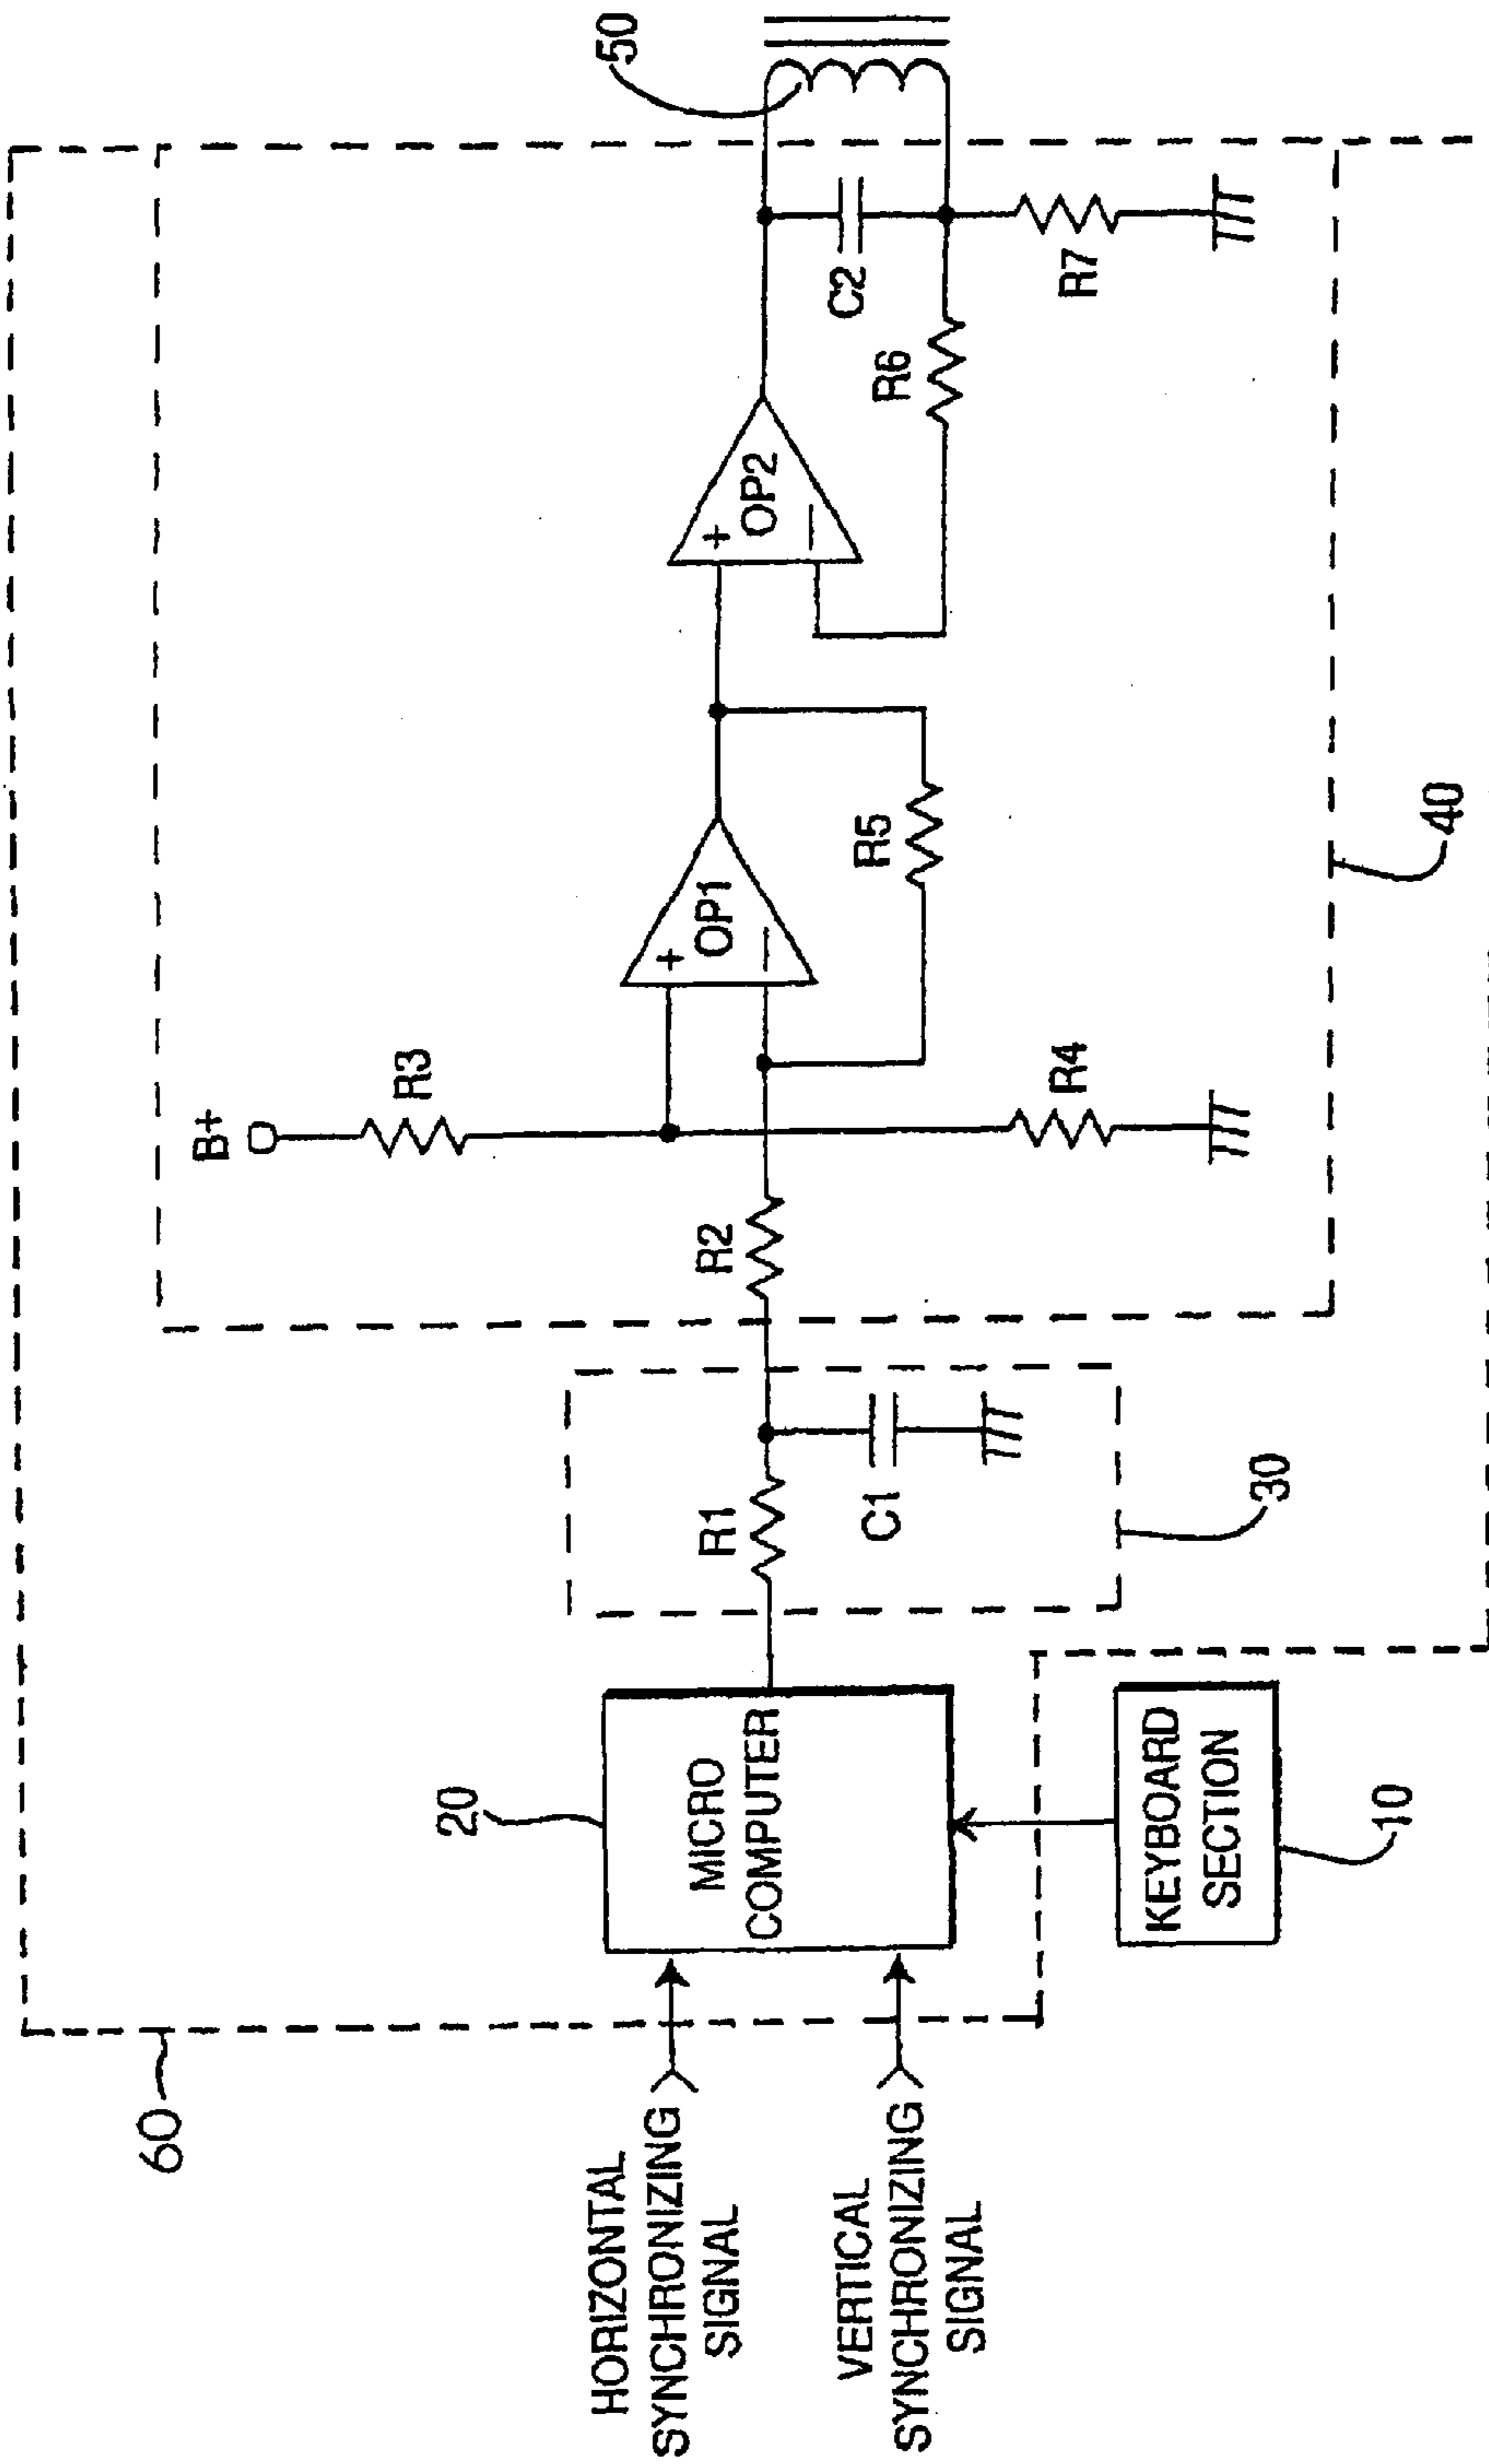 60
HORIZONTAL
SYNCHRONIZING
SIGNAL
VERTICAL
SYNCHRONIZING
SIGNAL
20
MICRO
COMPUTER
KEYBOARD
SECTION
10
R1
C1
30
R2
B+
R3
R4
+
OP1
−
R5
+
OP2
−
R6
C2
R7
40
50